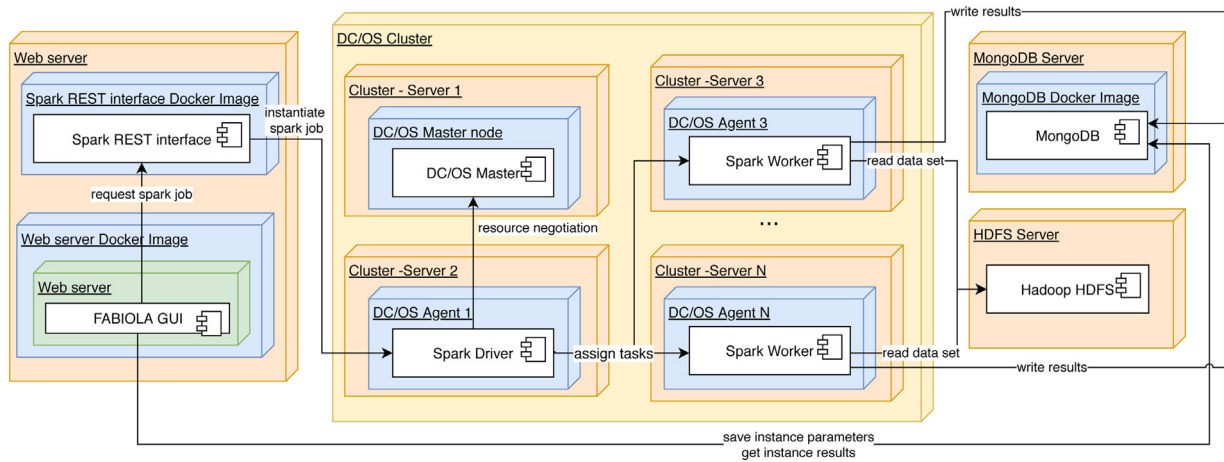 write results
DC/OS Cluster
Web server
Spark REST interface Docker Image
Spark REST interface
instantiate
spark job
request spark job
Web server Docker Image
Web server
FABIOLA GUI
Cluster - Server 1
DC/OS Master node
DC/OS Master
resource negotiation
Cluster -Server 2
DC/OS Agent 1
Spark Driver
assign tasks
Cluster -Server 3
DC/OS Agent 3
Spark Worker
read data set
...
Cluster -Server N
DC/OS Agent N
Spark Worker
read data set
write results
MongoDB Server
MongoDB Docker Image
MongoDB
HDFS Server
Hadoop HDFS
save instance parameters
get instance results